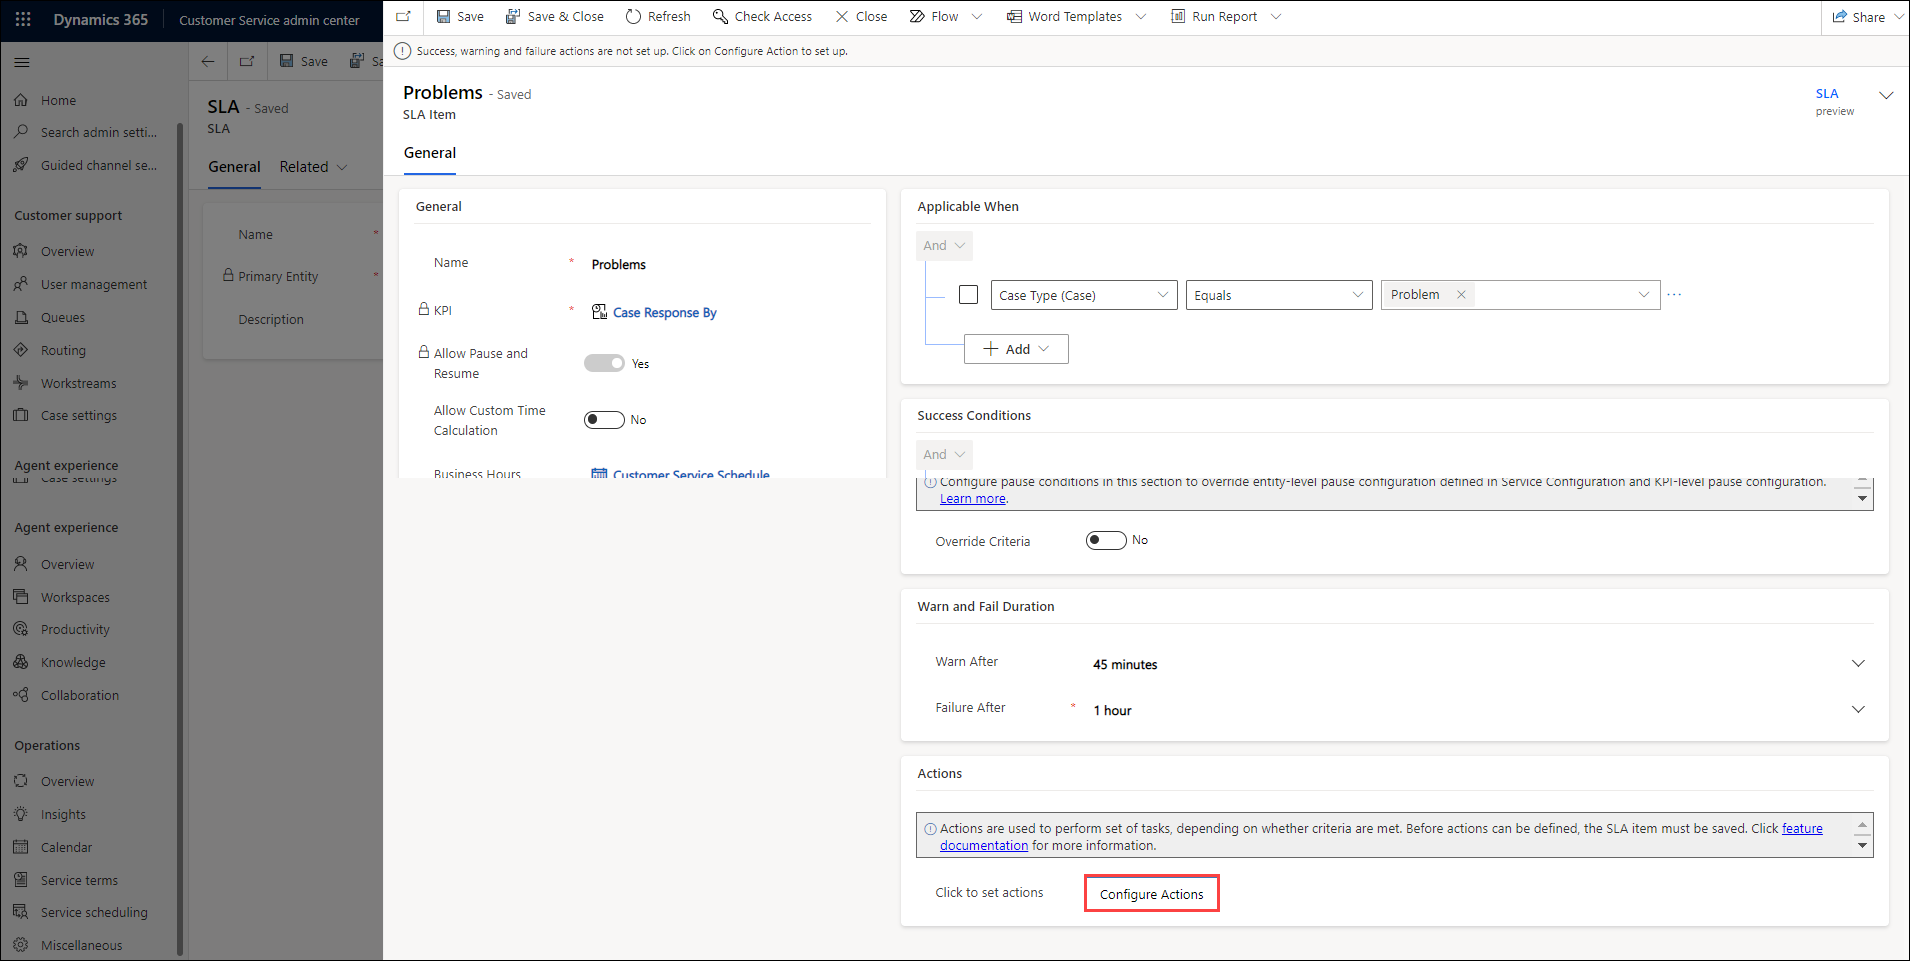 Dynamics 365
Customer Service admin center
Save
Save & Close
Refresh
Check Access
Close
Flow
Word Templates
Run Report
Share
Success, warning and failure actions are not set up. Click on Configure Action to set up.
Home
Search admin setti...
Guided channel se...
Customer support
Overview
User management
Queues
Routing
Workstreams
Case settings
Agent experience
Case settings
Agent experience
Overview
Workspaces
Productivity
Knowledge
Collaboration
Operations
Overview
Insights
Calendar
Service terms
Service scheduling
Miscellaneous
Save
Sa
SLA - Saved
SLA
General
Related
Name *
Primary Entity *
Description
Problems - Saved
SLA Item
SLA
preview
General
General
Name * Problems
KPI * Case Response By
Allow Pause and
Resume
Yes
Allow Custom Time
Calculation
No
Business Hours
Customer Service Schedule
Applicable When
And
Case Type (Case)
Equals
Problem
Add
Success Conditions
And
Configure pause conditions in this section to override entity-level pause configuration defined in Service Configuration and KPI-level pause configuration.
Learn more.
Override Criteria
No
Warn and Fail Duration
Warn After
45 minutes
Failure After * 1 hour
Actions
Actions are used to perform set of tasks, depending on whether criteria are met. Before actions can be defined, the SLA item must be saved. Click feature
documentation for more information.
Click to set actions
Configure Actions